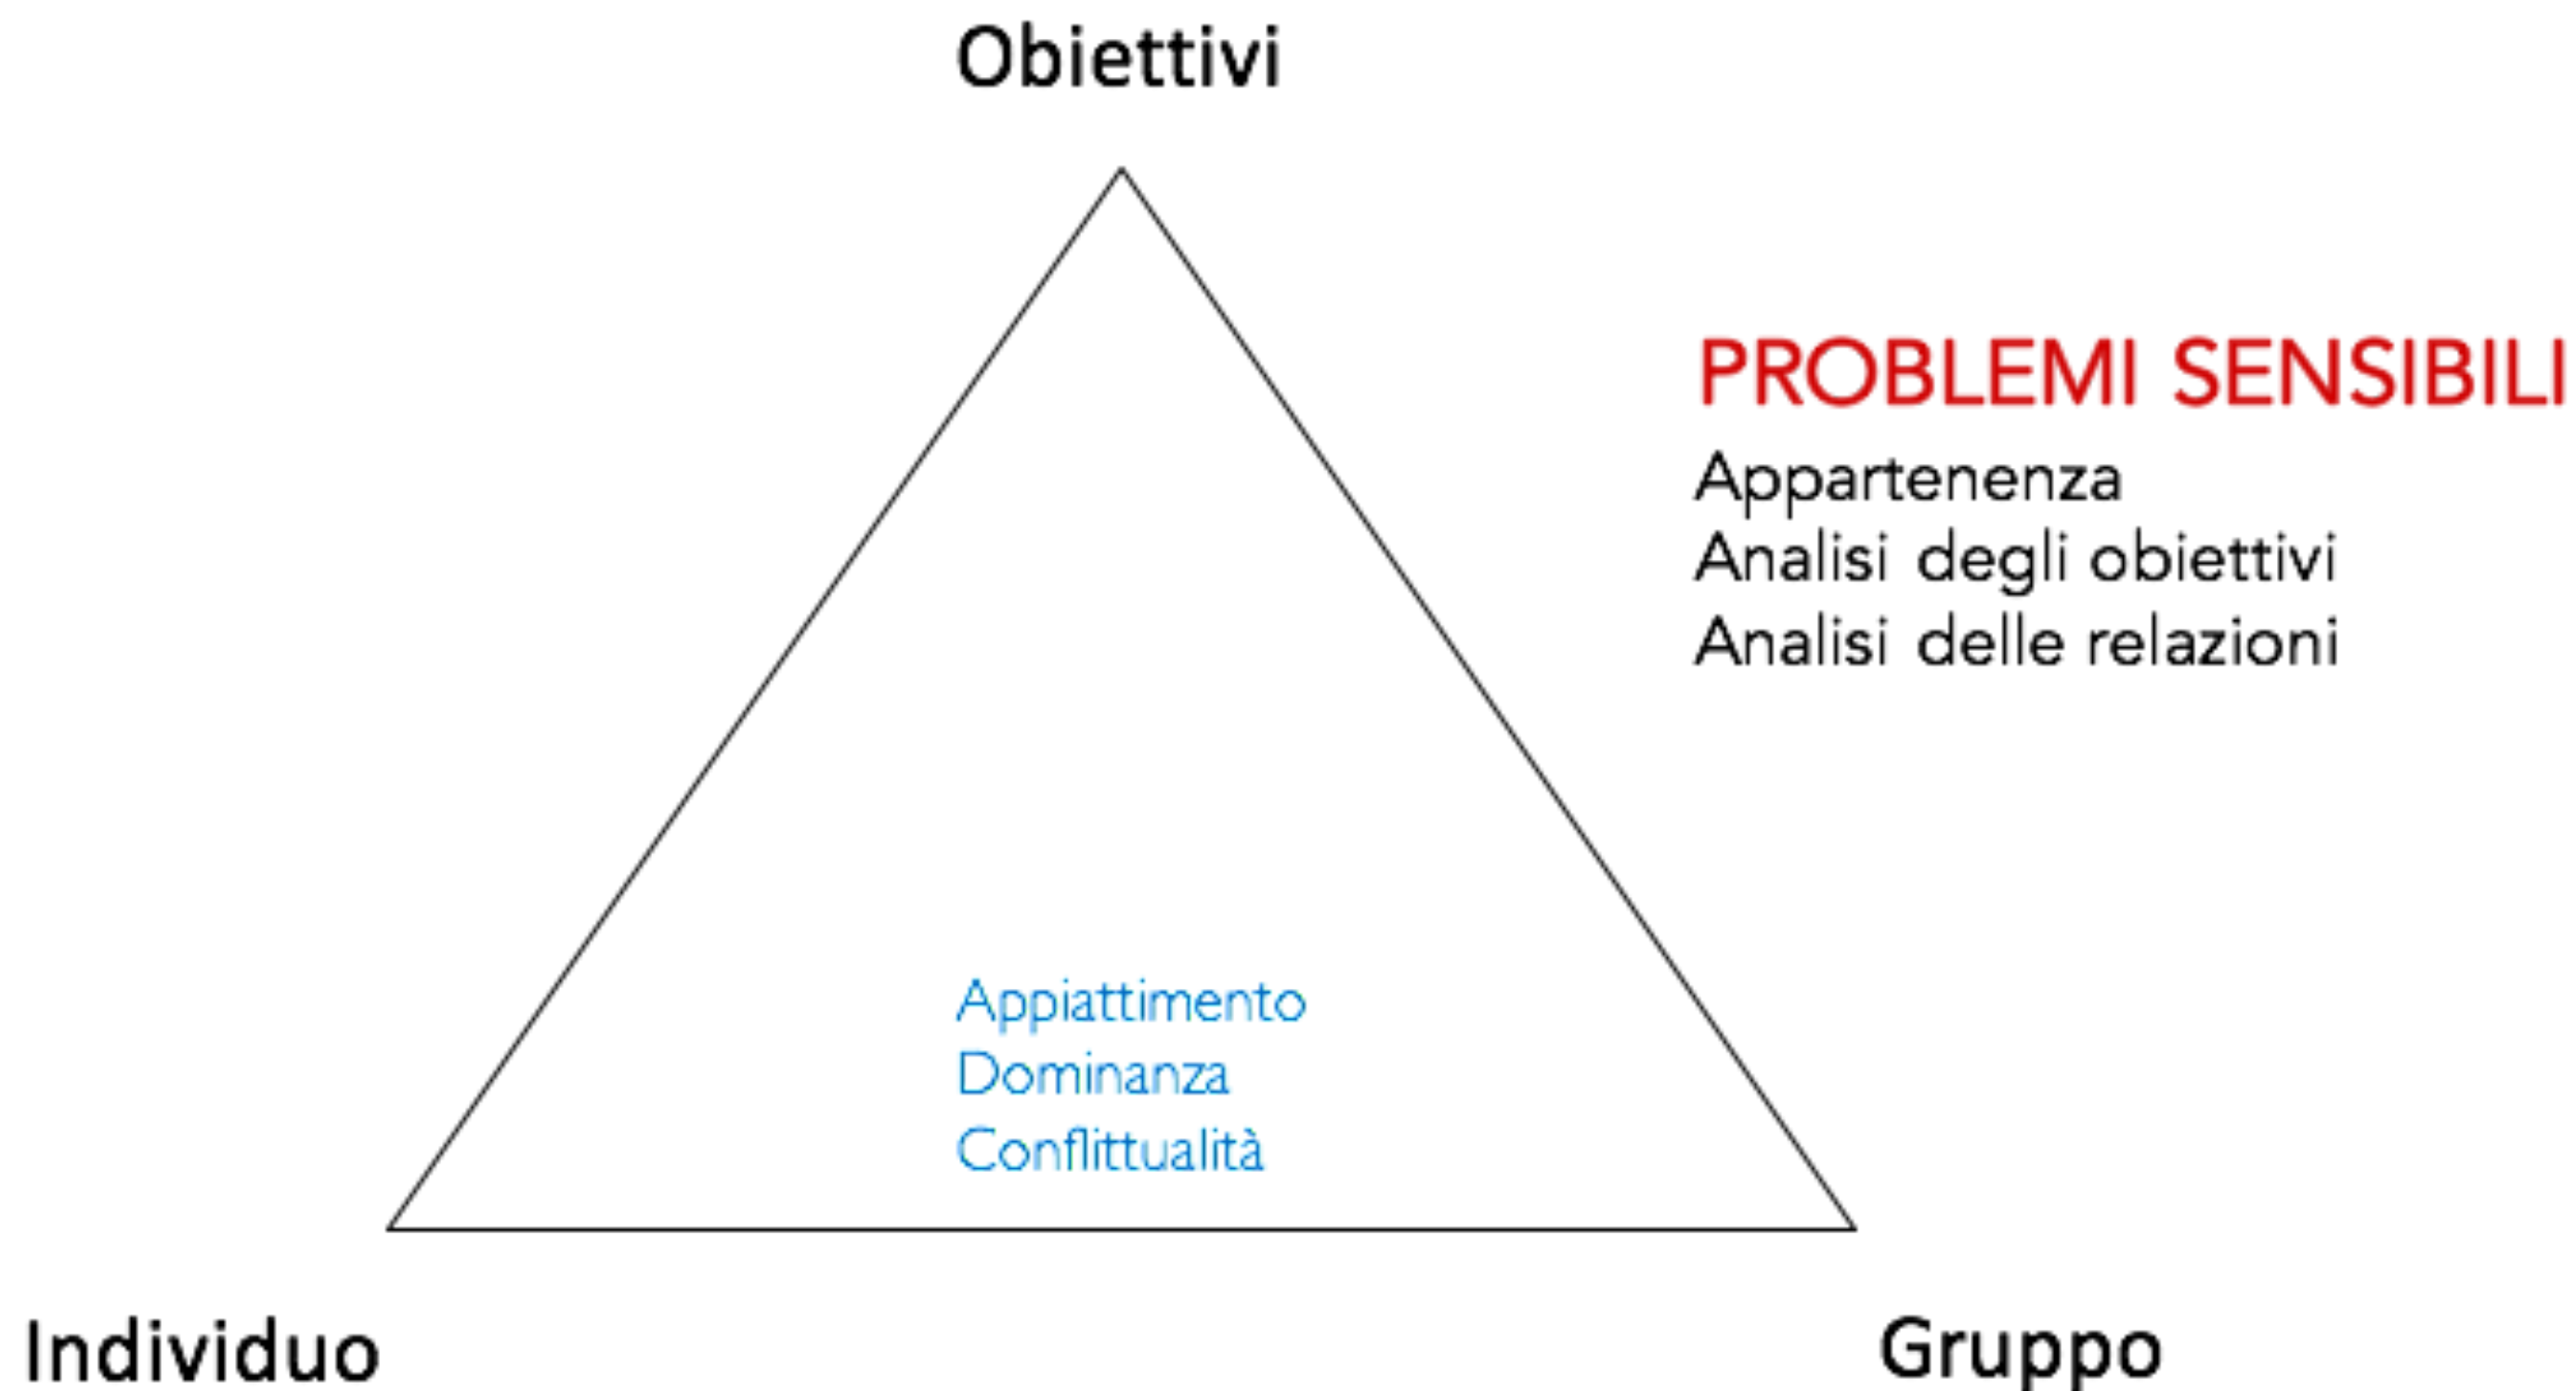 Obiettivi
PROBLEMI SENSIBILI
Appartenenza
Analisi degli obiettivi
Analisi delle relazioni
Appiattimento
Dominanza
Conflittualità
Individuo
Gruppo